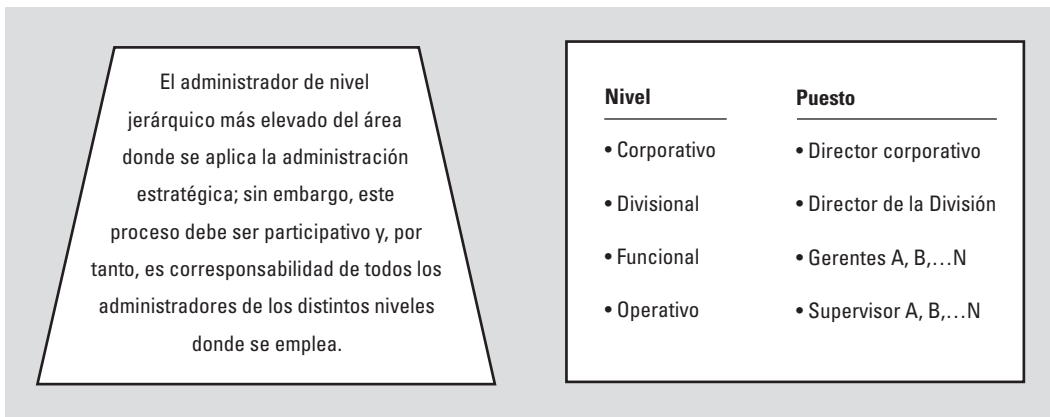 El administrador de nivel
jerárquico más elevado del área
donde se aplica la administración
estratégica; sin embargo, este
proceso debe ser participativo y, por
tanto, es corresponsabilidad de todos los
administradores de los distintos niveles
donde se emplea.
Nivel Puesto
• Corporativo • Director corporativo
• Divisional • Director de la División
• Funcional • Gerentes A, B,…N
• Operativo • Supervisor A, B,…N